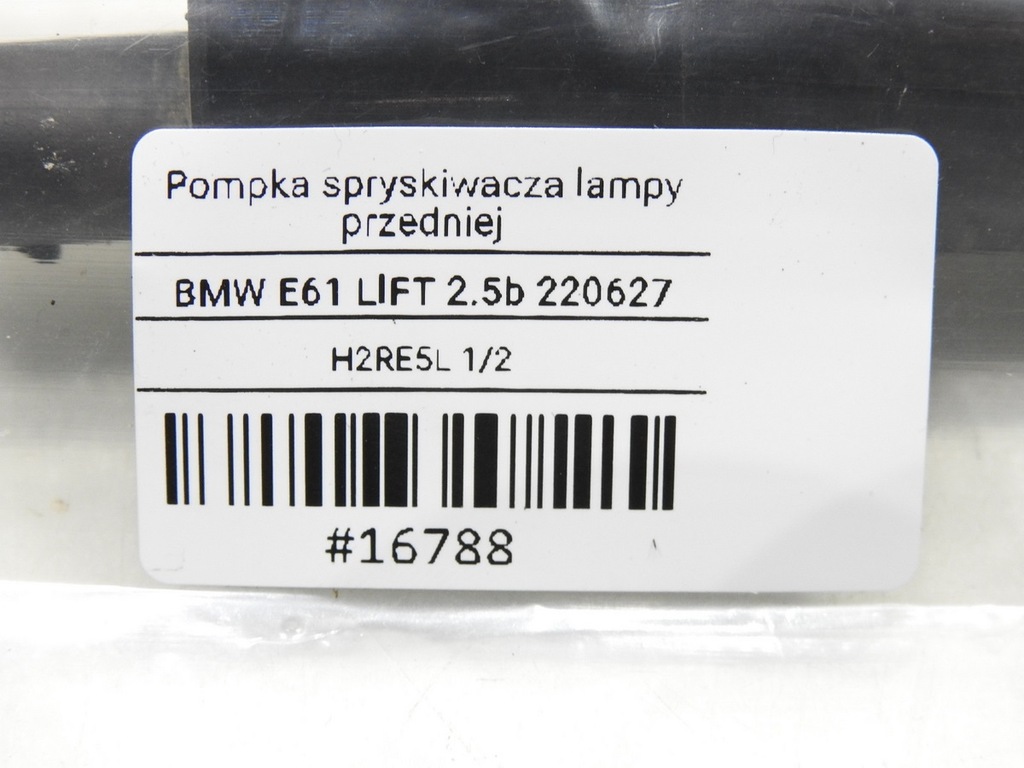 Pompka spryskiwacza lampy
przedniej
BMW E61 LIFT 2.5b 220627
H2RE5L 1/2
#16788